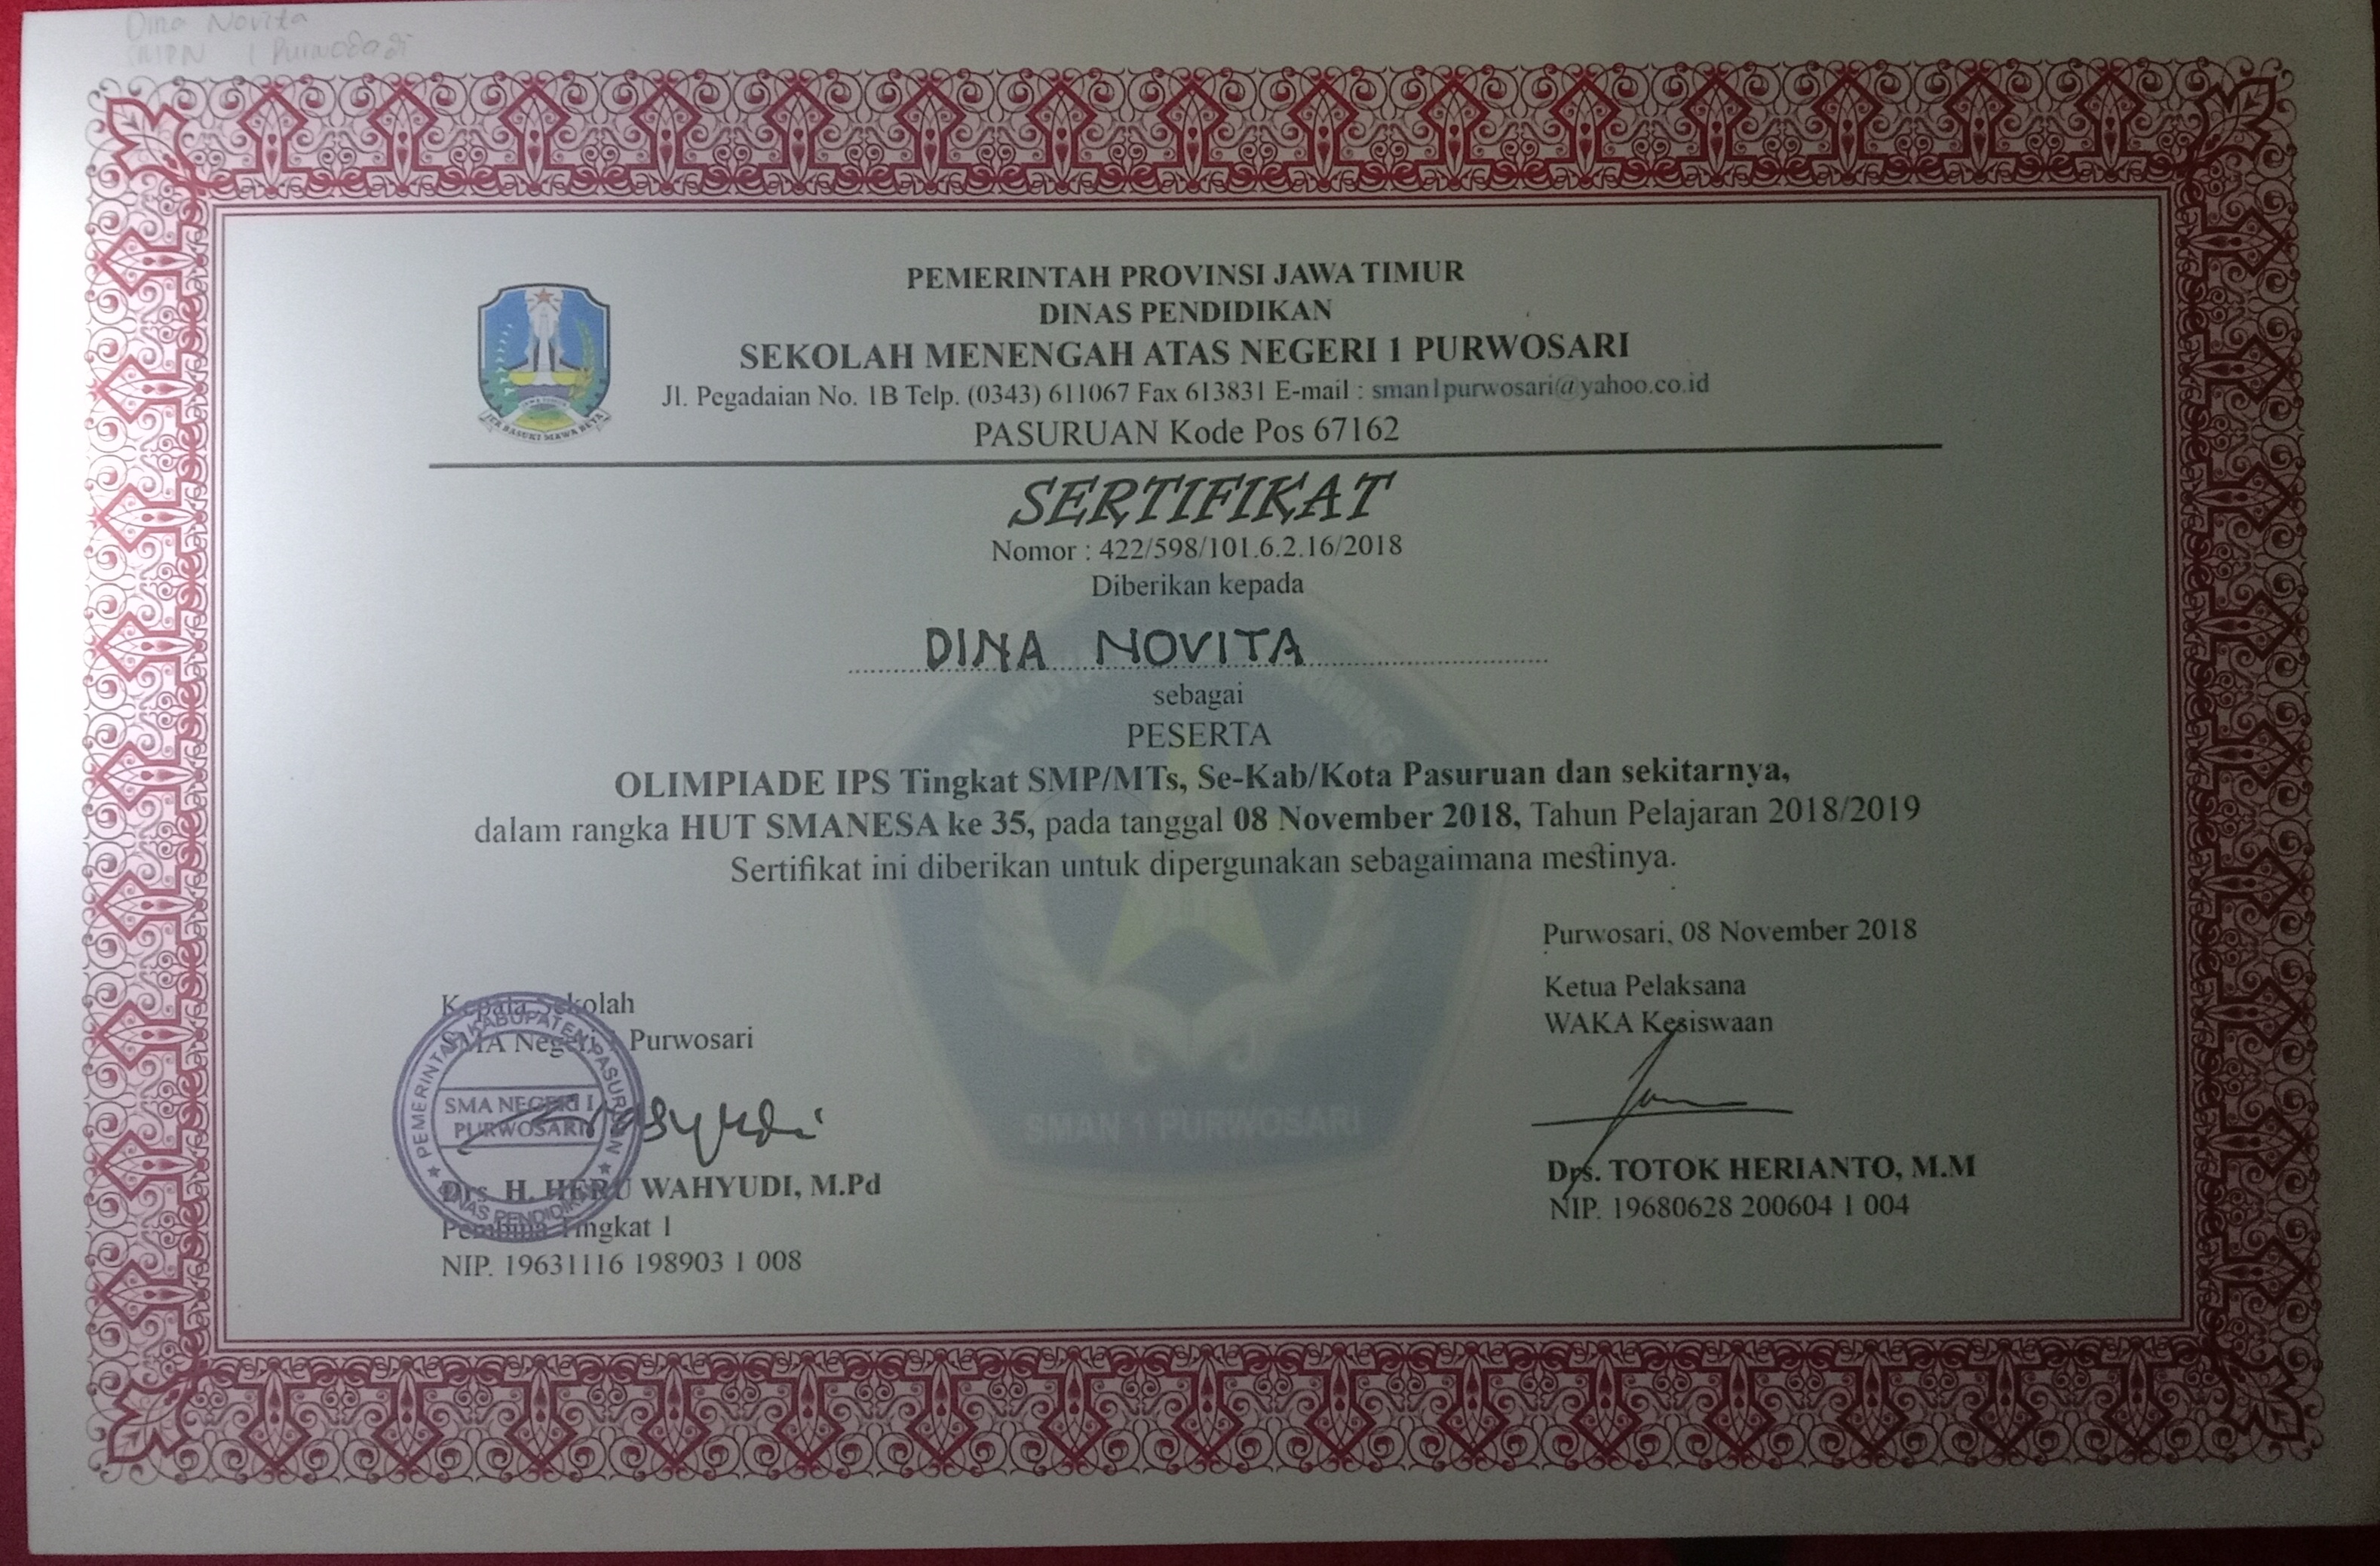 Dina Novita
SMPN 1 Purwodadi
PEMERINTAH PROVINSI JAWA TIMUR
DINAS PENDIDIKAN
SEKOLAH MENENGAH ATAS NEGERI 1 PURWOSARI
Jl. Pegadaian No. 1B Telp. (0343) 611067 Fax 613831 E-mail : sman1purwosari@yahoo.co.id
PASURUAN Kode Pos 67162
JER BASUKI MAWA BEYA
SERTIFIKAT
Nomor : 422/598/101.6.2.16/2018
Diberikan kepada
DINA NOVITA
sebagai
PESERTA
OLIMPIADE IPS Tingkat SMP/MTs, Se-Kab/Kota Pasuruan dan sekitarnya,
dalam rangka HUT SMANESA ke 35, pada tanggal 08 November 2018, Tahun Pelajaran 2018/2019
Sertifikat ini diberikan untuk dipergunakan sebagaimana mestinya.
Purwosari, 08 November 2018
Ketua Pelaksana
WAKA Kesiswaan
Drs. TOTOK HERIANTO, M.M
NIP. 19680628 200604 1 004
Kepala Sekolah
SMA Negeri 1 Purwosari
PEMERINTAH KABUPATEN PASURUAN
SMA NEGERI I
PURWOSARI
DINAS PENDIDIKAN
Drs. H. HERU WAHYUDI, M.Pd
Pembina Tingkat 1
NIP. 19631116 198903 1 008
SMAN 1 PURWOSARI